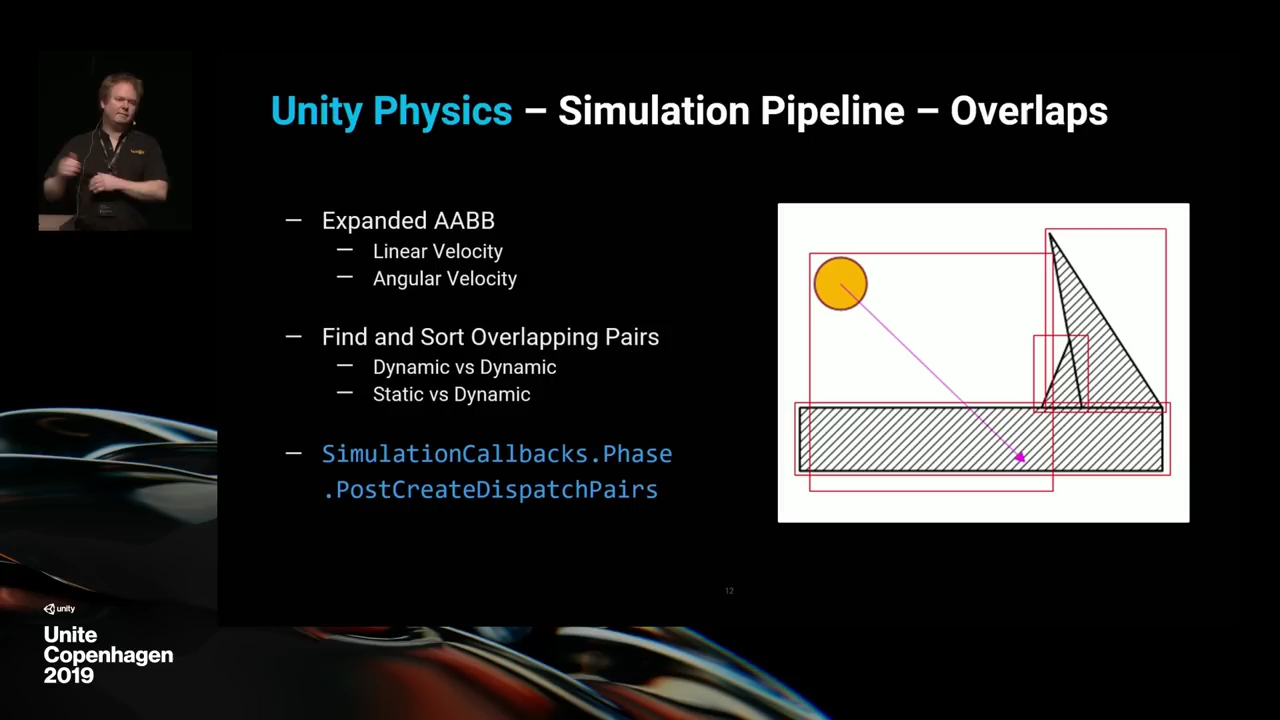 Unity Physics – Simulation Pipeline – Overlaps
– Expanded AABB
– Linear Velocity
– Angular Velocity
– Find and Sort Overlapping Pairs
– Dynamic vs Dynamic
– Static vs Dynamic
– SimulationCallbacks.Phase
.PostCreateDispatchPairs
12
unity
Unite
Copenhagen
2019